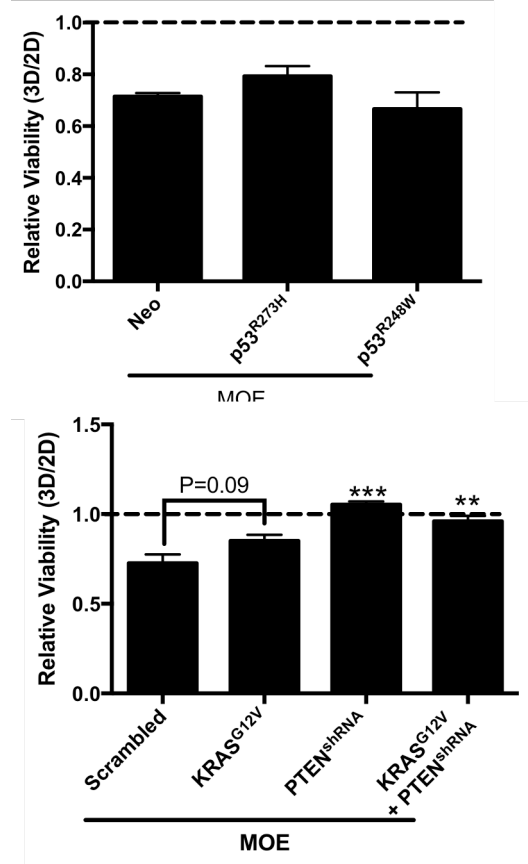 Relative Viability (3D/2D)
1.0
0.8
0.6
0.4
0.2
0.0
Neo
p53R273H
p53R248W
MOE
Relative Viability (3D/2D)
1.5
1.0
0.5
0.0
P=0.09
***
**
Scrambled
KRASG12V
PTENshRNA
KRASG12V
+ PTENshRNA
MOE